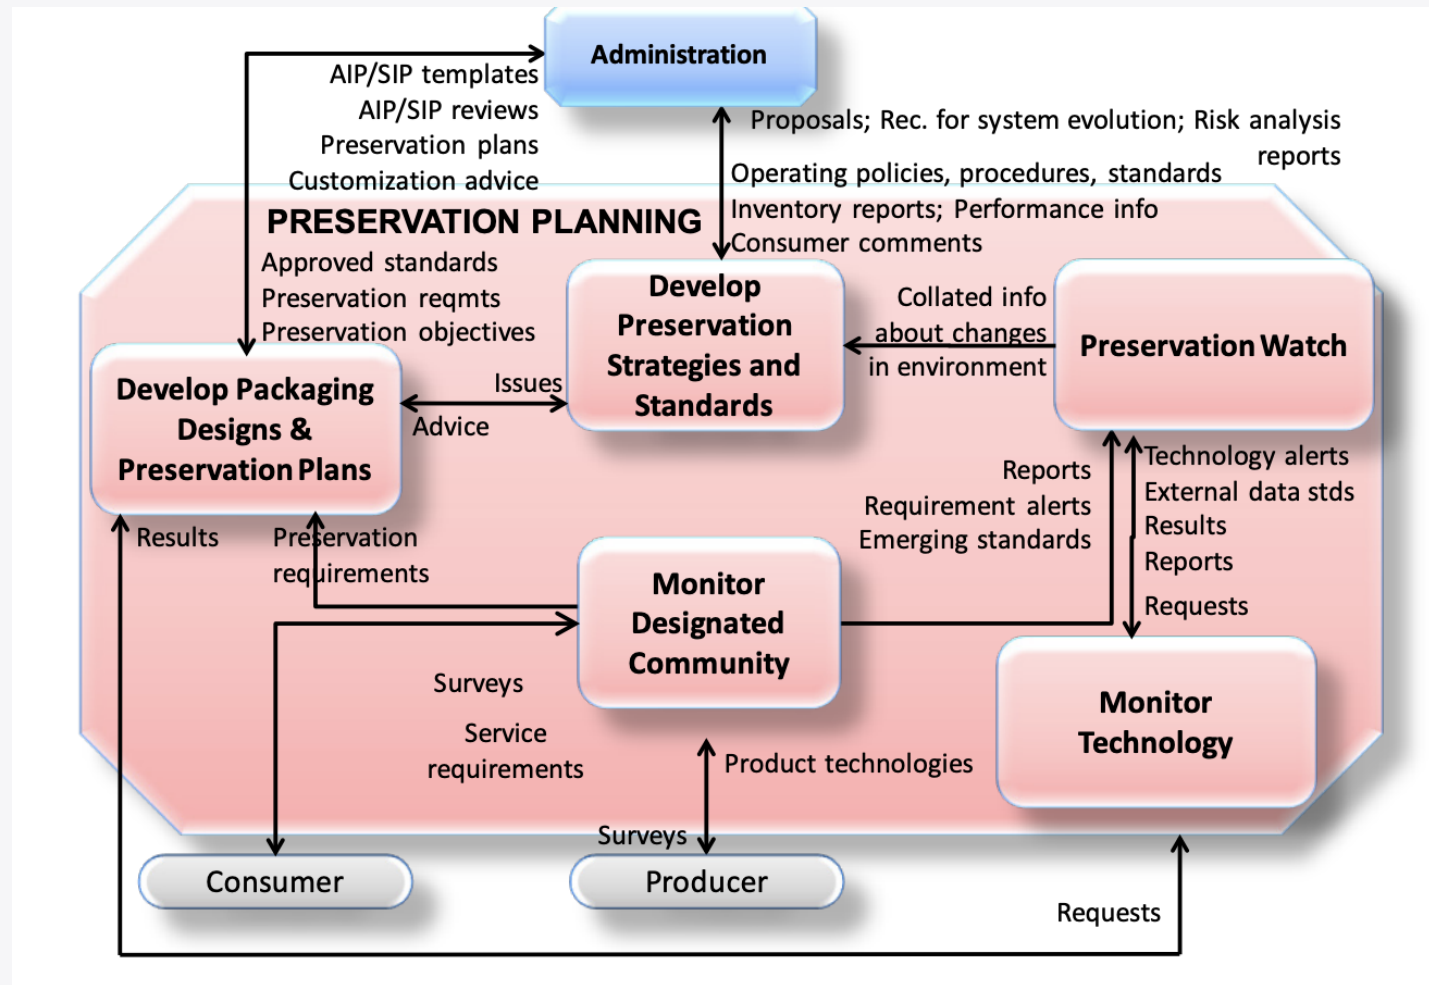 Administration
AIP/SIP templates
AIP/SIP reviews
Preservation plans
Customization advice
Proposals; Rec. for system evolution; Risk analysis
reports
Operating policies, procedures, standards
Inventory reports; Performance info
Consumer comments
PRESERVATION PLANNING
Approved standards
Preservation reqmts
Preservation objectives
Develop
Preservation
Strategies and
Standards
Collated info
about changes
in environment
Preservation Watch
Develop Packaging
Designs &
Preservation Plans
Issues
Advice
Reports
Requirement alerts
Emerging standards
Technology alerts
External data stds
Results
Reports
Requests
Results
Preservation
requirements
Monitor
Designated
Community
Monitor
Technology
Surveys
Service
requirements
Product technologies
Surveys
Consumer
Producer
Requests